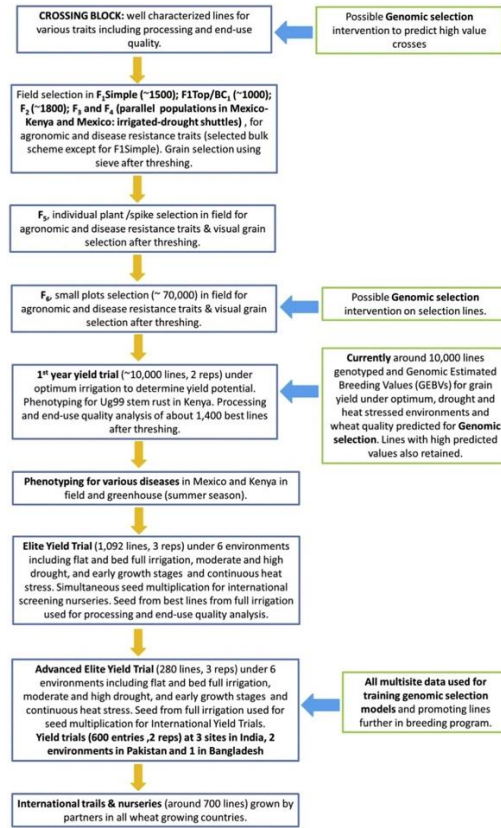 CROSSING BLOCK: well characterized lines for
various traits including processing and end-use
quality.
Possible Genomic selection
intervention to predict high value
crosses
Field selection in F1Simple (~1500); F1Top/BC1 (~1000);
F2 (~1800); F3 and F4 (parallel populations in Mexico-
Kenya and Mexico: irrigated-drought shuttles) , for
agronomic and disease resistance traits (selected bulk
scheme except for F1Simple). Grain selection using
sieve after threshing.
F5, individual plant /spike selection in field for
agronomic and disease resistance traits & visual grain
selection after threshing.
F6, small plots selection (~ 70,000) in field for
agronomic and disease resistance traits & visual grain
selection after threshing.
Possible Genomic selection
intervention on selection lines.
1st year yield trial (~10,000 lines, 2 reps) under
optimum irrigation to determine yield potential.
Phenotyping for Ug99 stem rust in Kenya. Processing
and end-use quality analysis of about 1,400 best lines
after threshing.
Currently around 10,000 lines
genotyped and Genomic Estimated
Breeding Values (GEBVs) for grain
yield under optimum, drought and
heat stressed environments and
wheat quality predicted for Genomic
selection. Lines with high predicted
values also retained.
Phenotyping for various diseases in Mexico and Kenya in
field and greenhouse (summer season).
Elite Yield Trial (1,092 lines, 3 reps) under 6 environments
including flat and bed full irrigation, moderate and high
drought, and early growth stages and continuous heat
stress. Simultaneous seed multiplication for international
screening nurseries. Seed from best lines from full irrigation
used for processing and end-use quality analysis.
Advanced Elite Yield Trial (280 lines, 3 reps) under 6
environments including flat and bed full irrigation,
moderate and high drought, and early growth stages and
continuous heat stress. Seed from full irrigation used for
seed multiplication for International Yield Trials.
Yield trials (600 entries ,2 reps) at 3 sites in India, 2
environments in Pakistan and 1 in Bangladesh
All multisite data used for
training genomic selection
models and promoting lines
further in breeding program.
International trails & nurseries (around 700 lines) grown by
partners in all wheat growing countries.